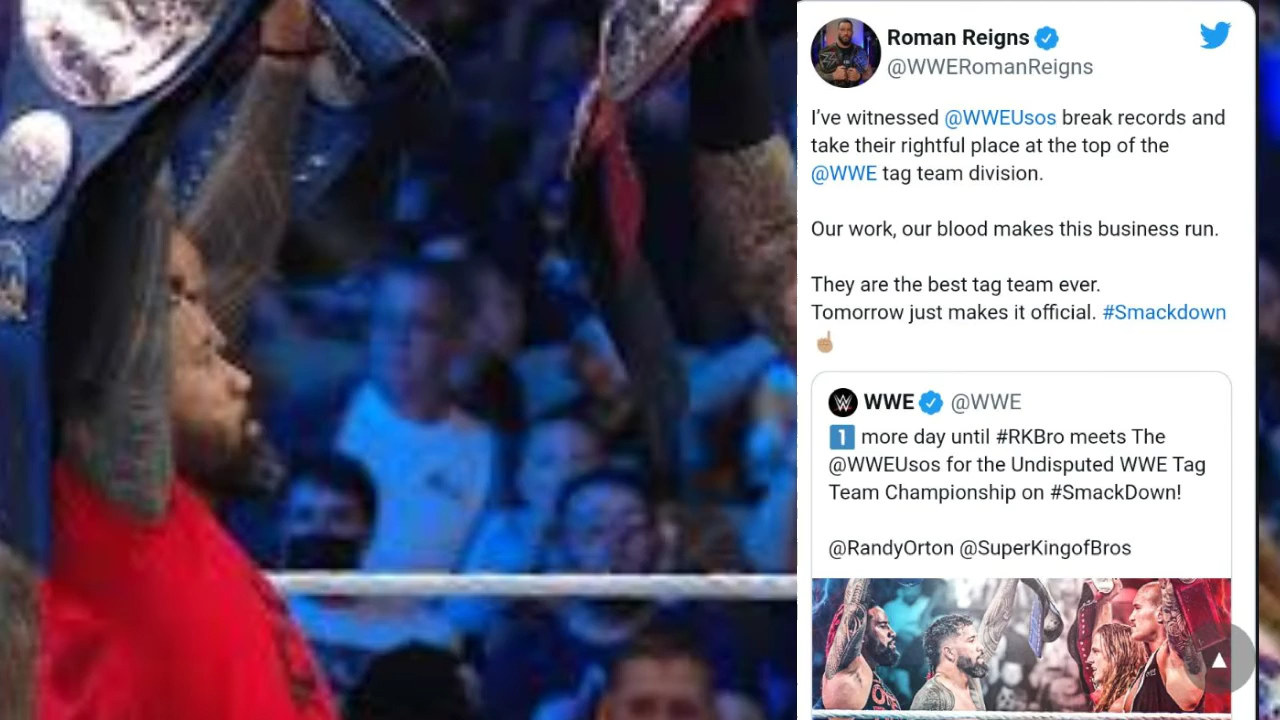 Roman Reigns
@WWERomanReigns
I've witnessed @WWEUsos break records and
take their rightful place at the top of the
@WWE tag team division.
Our work, our blood makes this business run.
They are the best tag team ever.
Tomorrow just makes it official. #Smackdown
☝🏽
W WWE @WWE
1️⃣ more day until #RKBro meets The
@WWEUsos for the Undisputed WWE Tag
Team Championship on #SmackDown!
@RandyOrton @SuperKingofBros